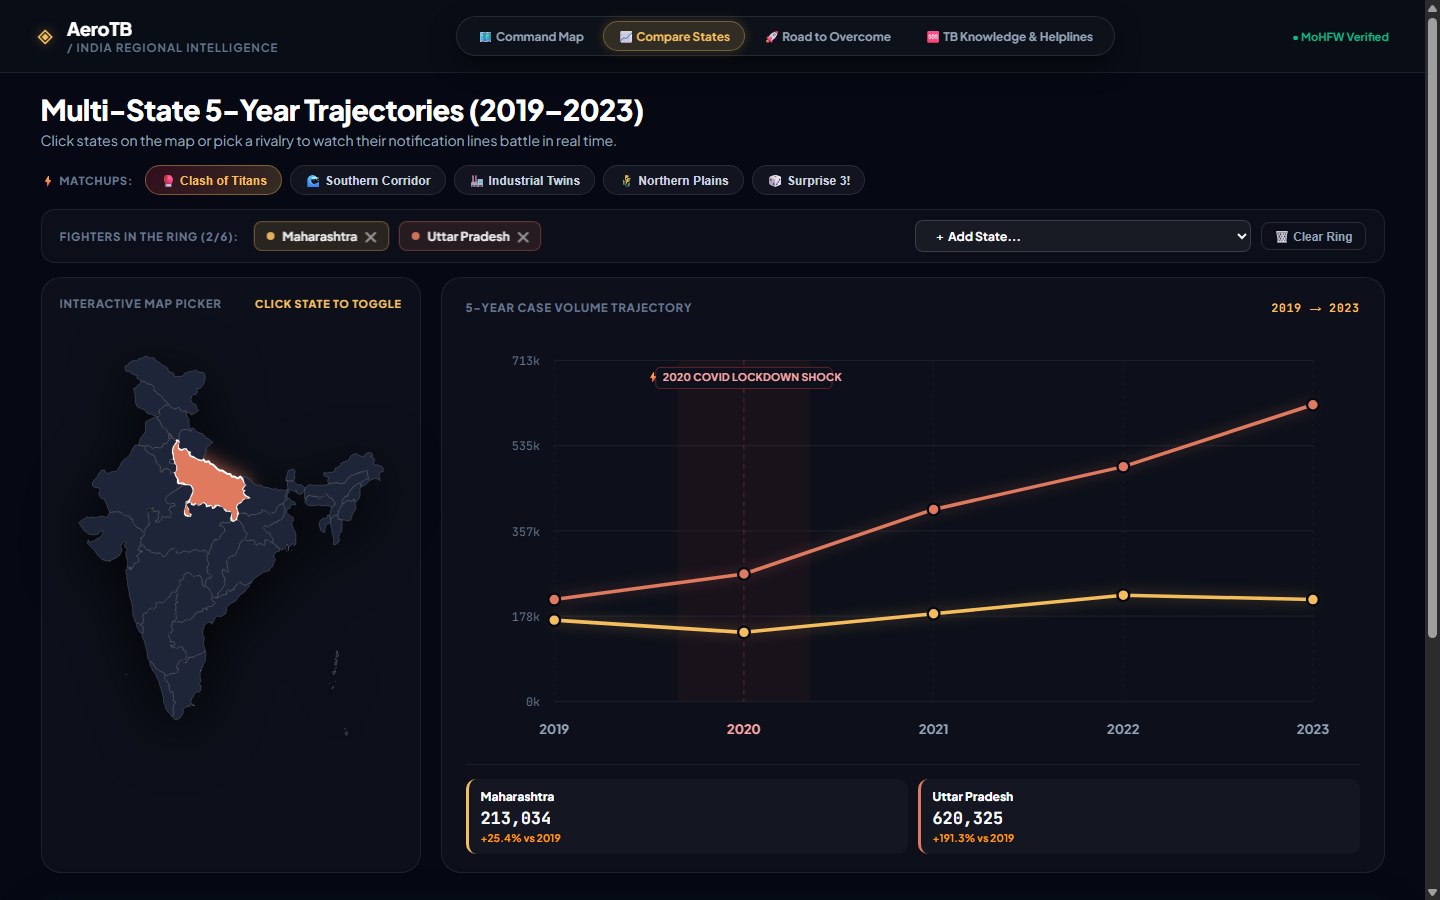 AeroTB
/ INDIA REGIONAL INTELLIGENCE
Command Map
Compare States
Road to Overcome
SOS TB Knowledge & Helplines
● MoHFW Verified
Multi-State 5-Year Trajectories (2019-2023)
Click states on the map or pick a rivalry to watch their notification lines battle in real time.
MATCHUPS:
Clash of Titans
Southern Corridor
Industrial Twins
Northern Plains
Surprise 3!
FIGHTERS IN THE RING (2/6):
Maharashtra ✕
Uttar Pradesh ✕
+ Add State...
Clear Ring
INTERACTIVE MAP PICKER
CLICK STATE TO TOGGLE
5-YEAR CASE VOLUME TRAJECTORY
2019 → 2023
713k
2020 COVID LOCKDOWN SHOCK
535k
357k
178k
0k
2019
2020
2021
2022
2023
Maharashtra
213,034
+25.4% vs 2019
Uttar Pradesh
620,325
+191.3% vs 2019